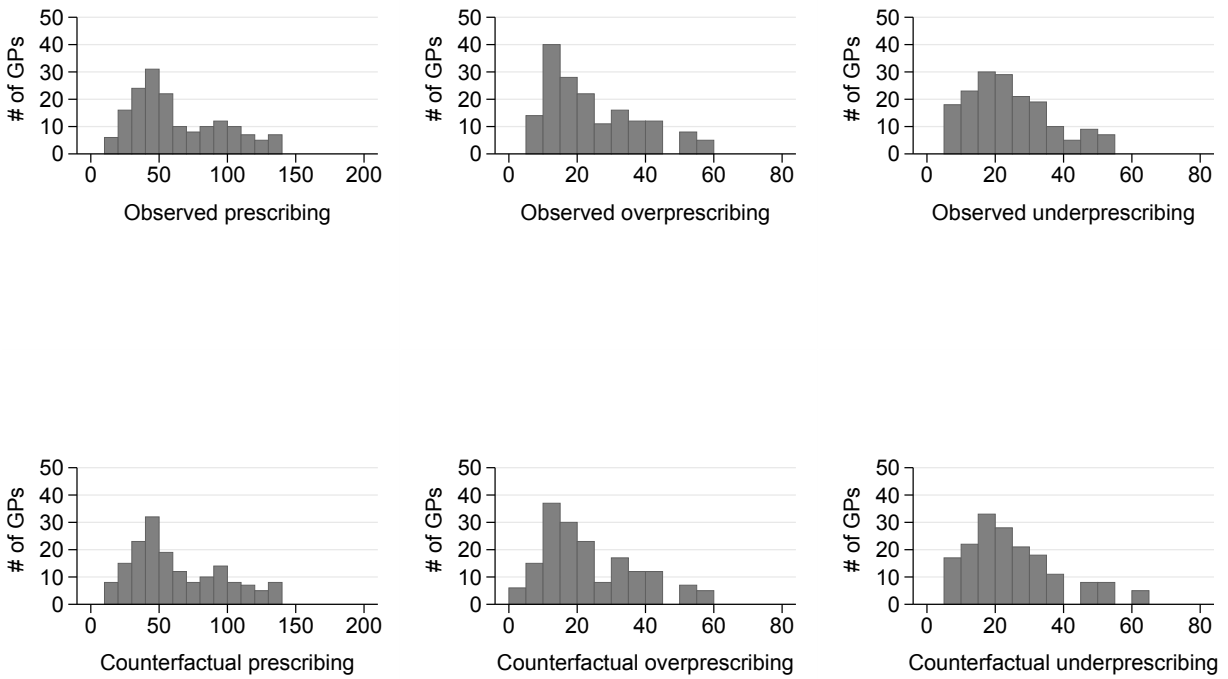 # of GPs
50
40
30
20
10
0
0 50 100 150 200
Observed prescribing
# of GPs
50
40
30
20
10
0
0 20 40 60 80
Observed overprescribing
# of GPs
50
40
30
20
10
0
0 20 40 60 80
Observed underprescribing
# of GPs
50
40
30
20
10
0
0 50 100 150 200
Counterfactual prescribing
# of GPs
50
40
30
20
10
0
0 20 40 60 80
Counterfactual overprescribing
# of GPs
50
40
30
20
10
0
0 20 40 60 80
Counterfactual underprescribing